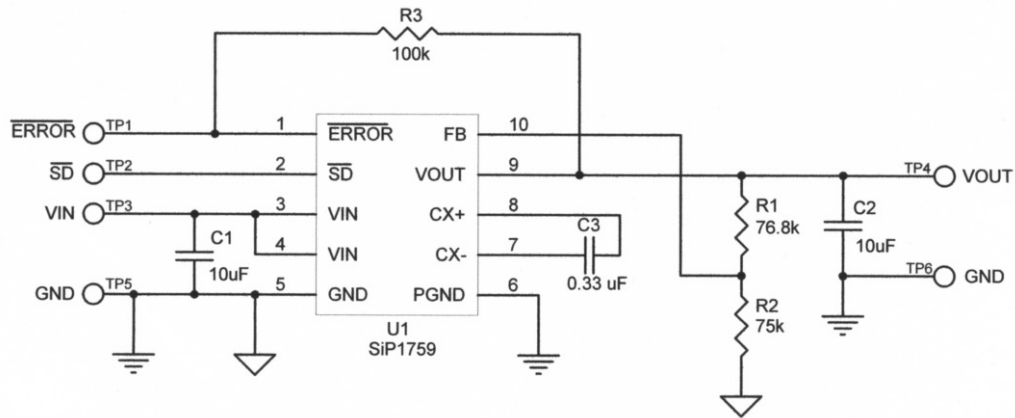 R3
100k
ERROR TP1 1 ERROR FB 10
SD TP2 2 SD VOUT 9 TP4 VOUT
VIN TP3 3 VIN CX+ 8
C1 10uF
4 VIN CX- 7
C3 0.33 uF
R1 76.8k
C2 10uF
GND TP5 5 GND PGND 6
TP6 GND
R2 75k
U1
SiP1759